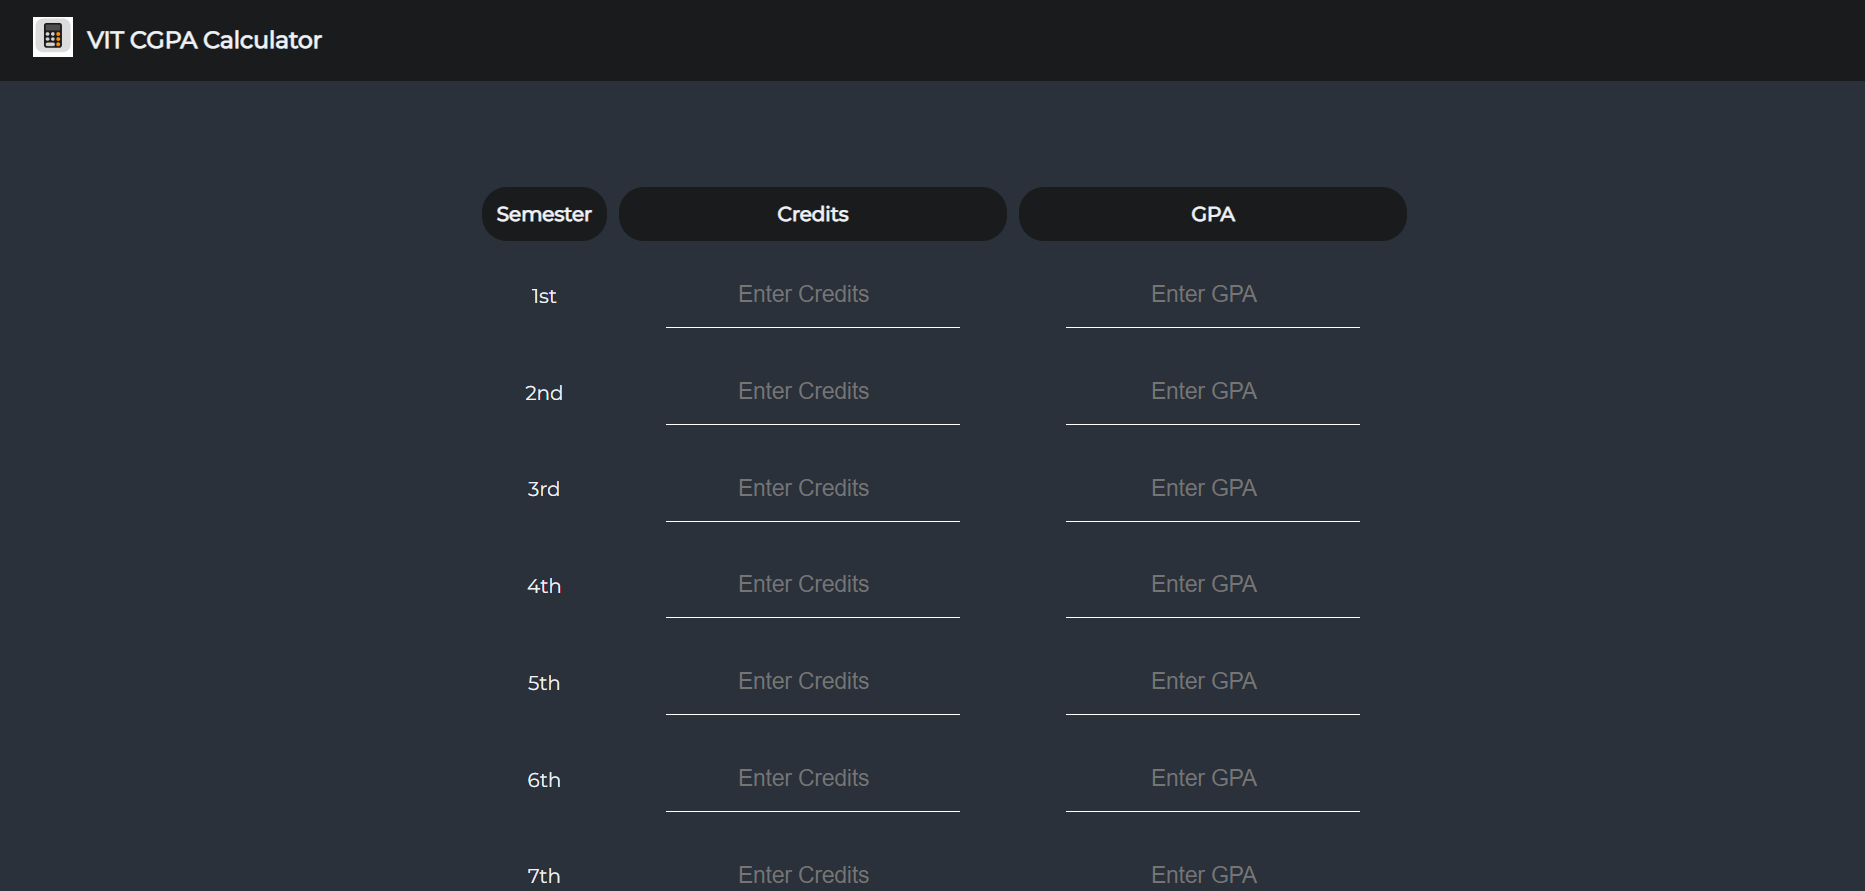 VIT CGPA Calculator
Semester Credits GPA
1st Enter Credits Enter GPA
2nd Enter Credits Enter GPA
3rd Enter Credits Enter GPA
4th Enter Credits Enter GPA
5th Enter Credits Enter GPA
6th Enter Credits Enter GPA
7th Enter Credits Enter GPA